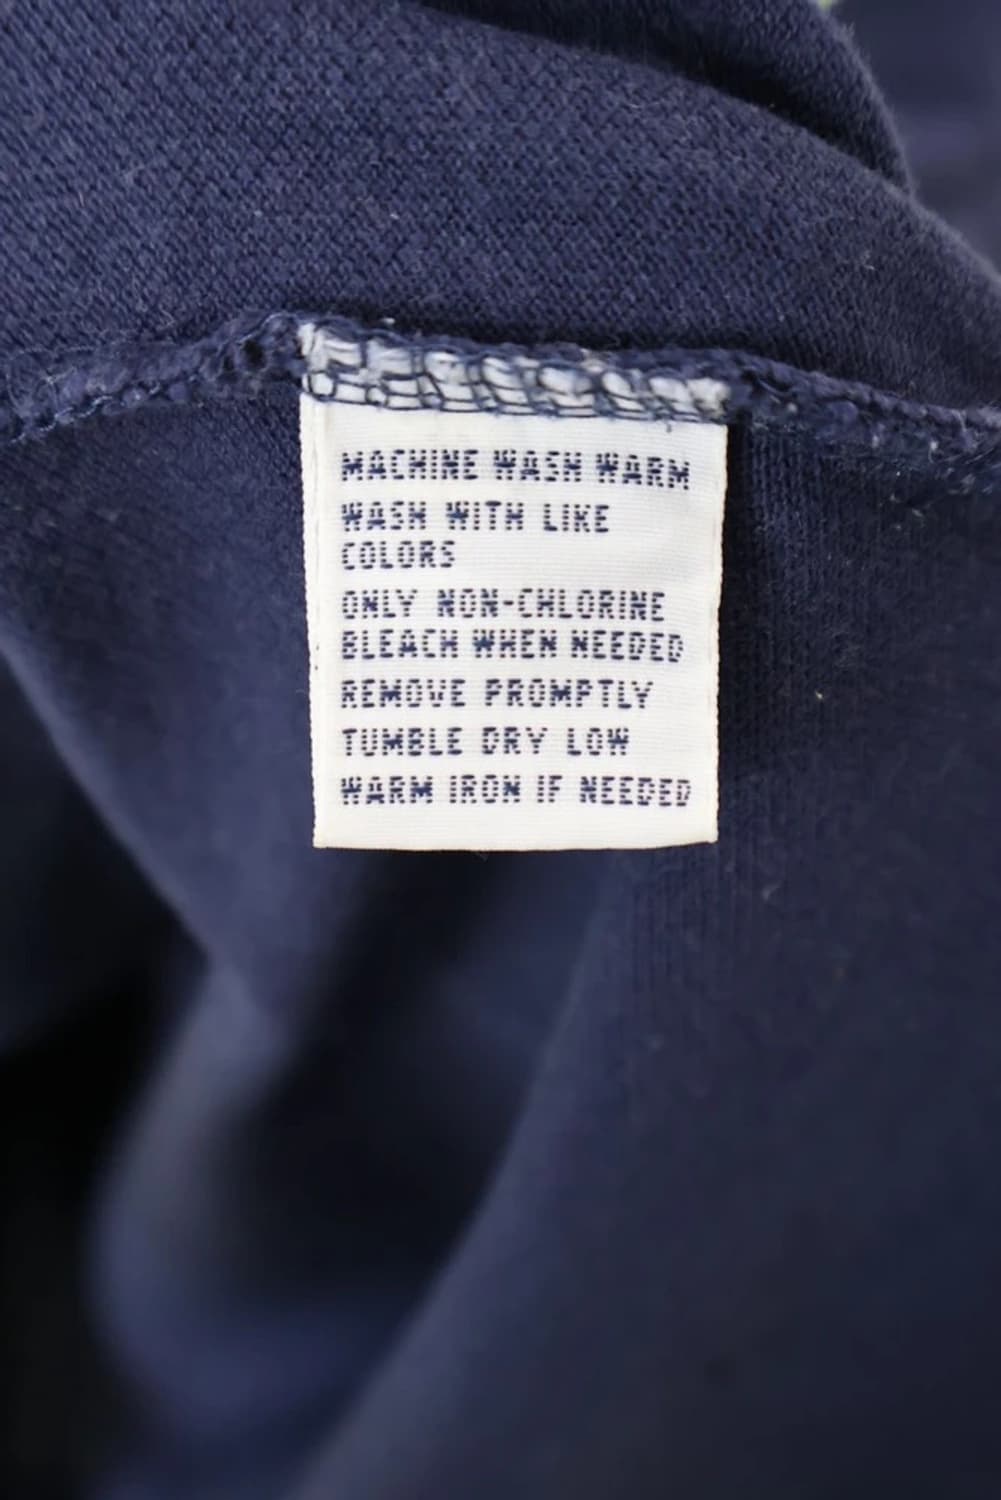 MACHINE WASH WARM
WASH WITH LIKE
COLORS
ONLY NON-CHLORINE
BLEACH WHEN NEEDED
REMOVE PROMPTLY
TUMBLE DRY LOW
WARM IRON IF NEEDED